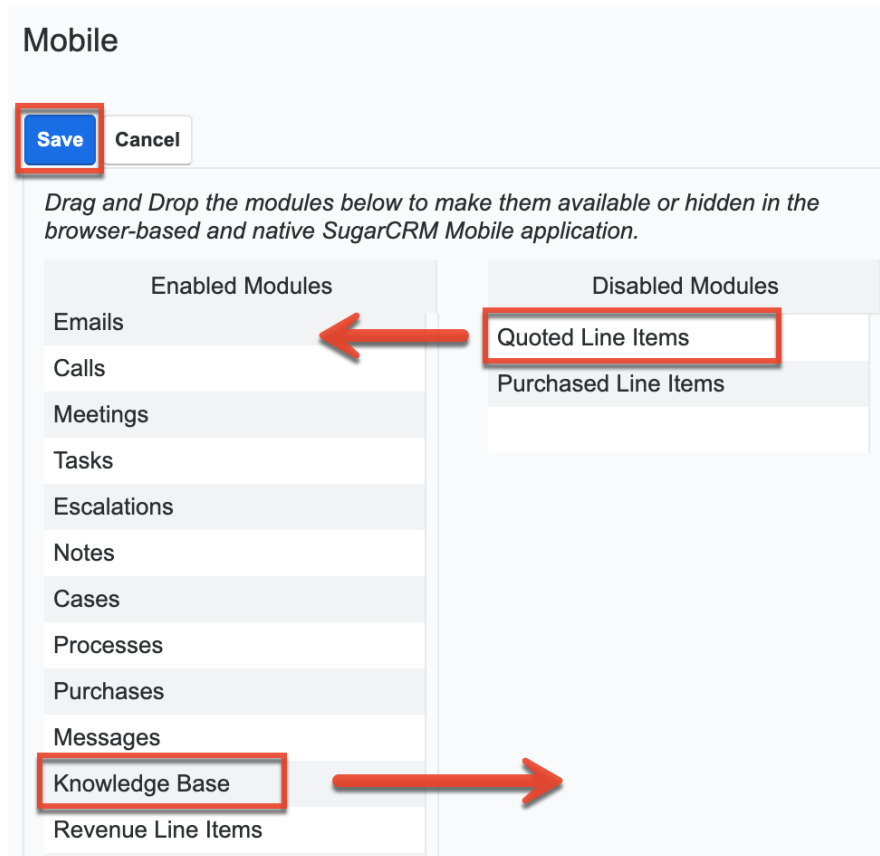 Mobile
Save
Cancel
Drag and Drop the modules below to make them available or hidden in the
browser-based and native SugarCRM Mobile application.
Enabled Modules
Emails
Calls
Meetings
Tasks
Escalations
Notes
Cases
Processes
Purchases
Messages
Knowledge Base
Revenue Line Items
Disabled Modules
Quoted Line Items
Purchased Line Items